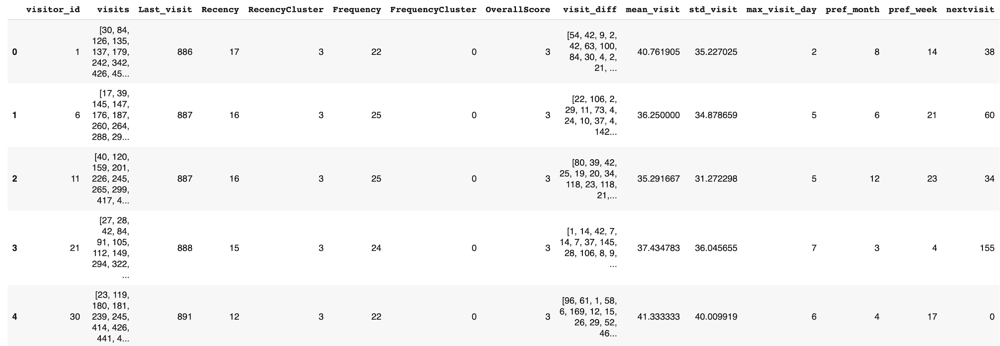 visitor_id visits Last_visit Recency RecencyCluster Frequency FrequencyCluster OverallScore visit_diff mean_visit std_visit max_visit_day pref_month pref_week nextvisit
0 1 [30, 84, 126, 135, 137, 179, 242, 342, 426, 45... 886 17 3 22 0 3 [54, 42, 9, 2, 42, 63, 100, 84, 30, 4, 2, 21, ... 40.761905 35.227025 2 8 14 38
1 6 [17, 39, 145, 147, 176, 187, 260, 264, 288, 29... 887 16 3 25 0 3 [22, 106, 2, 29, 11, 73, 4, 24, 10, 37, 4, 142... 36.250000 34.878659 5 6 21 60
2 11 [40, 120, 159, 201, 226, 245, 265, 299, 417, 4... 887 16 3 25 0 3 [80, 39, 42, 25, 19, 20, 34, 118, 23, 118, 21,... 35.291667 31.272298 5 12 23 34
3 21 [27, 28, 42, 84, 91, 105, 112, 149, 294, 322, ... 888 15 3 24 0 3 [1, 14, 42, 7, 14, 7, 37, 145, 28, 106, 8, 9, ... 37.434783 36.045655 7 3 4 155
4 30 [23, 119, 180, 181, 239, 245, 414, 426, 441, 4... 891 12 3 22 0 3 [96, 61, 1, 58, 6, 169, 12, 15, 26, 29, 52, 46... 41.333333 40.009919 6 4 17 0